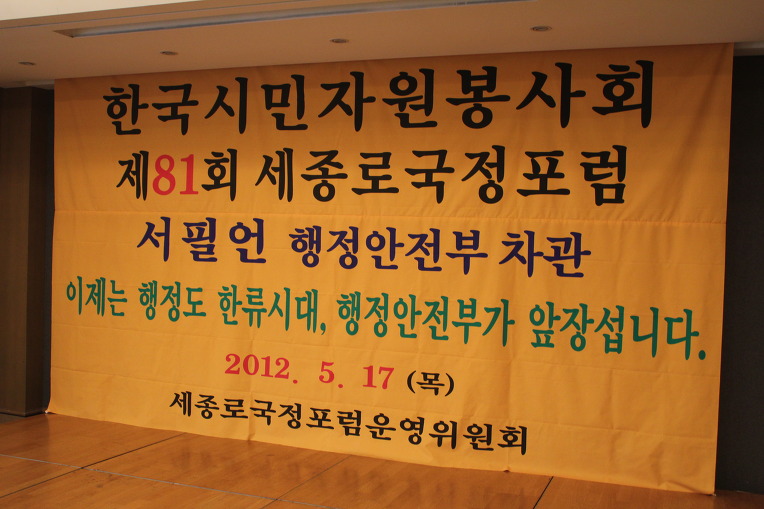 한국시민자원봉사회
제81회 세종로국정포럼
서필언 행정안전부 차관
이제는 행정도 한류시대, 행정안전부가 앞장섭니다.
2012. 5. 17 (목)
세종로국정포럼운영위원회